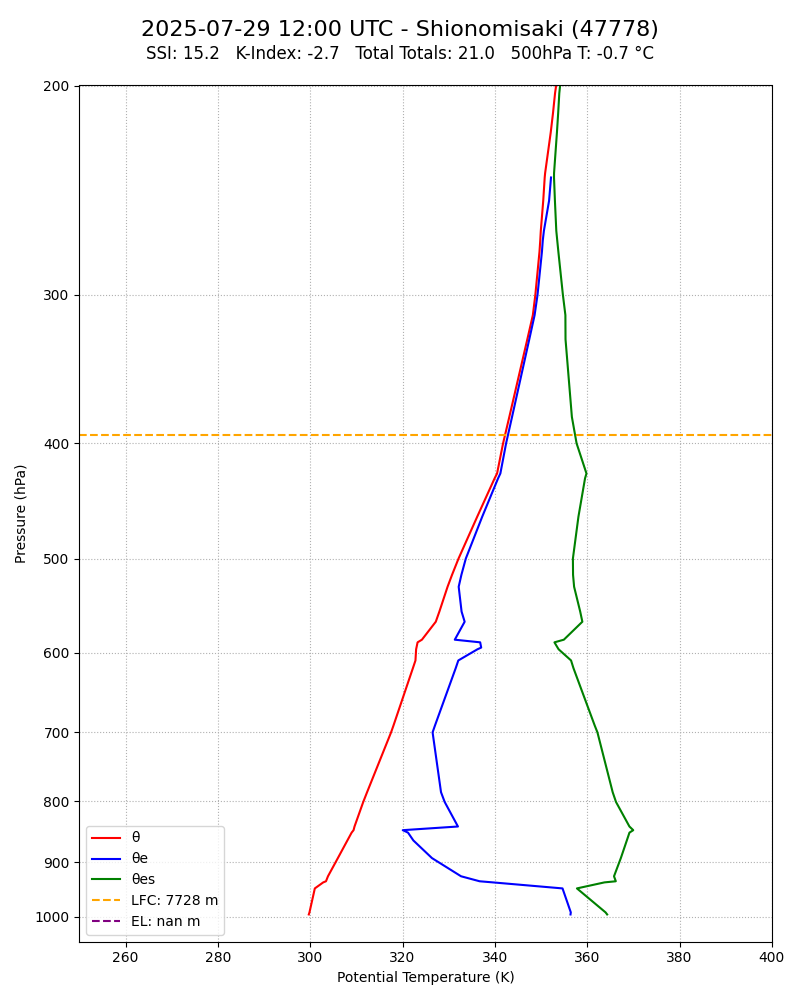 2025-07-29 12:00 UTC - Shionomisaki (47778)
SSI: 15.2 K-Index: -2.7 Total Totals: 21.0 500hPa T: -0.7 °C
200
300
400
500
600
700
800
900
1000
Pressure (hPa)
θ
θe
θes
LFC: 7728 m
EL: nan m
260 280 300 320 340 360 380 400
Potential Temperature (K)